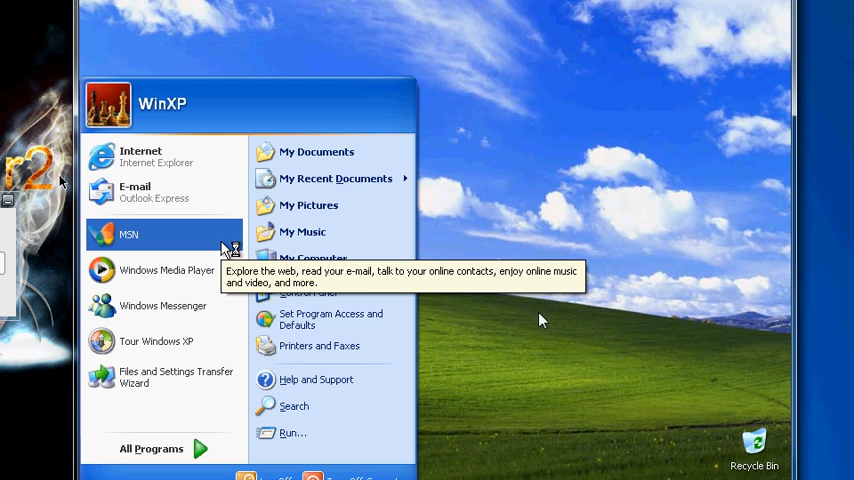 WinXP
Internet
Internet Explorer
E-mail
Outlook Express
MSN
Windows Media Player
Windows Messenger
Tour Windows XP
Files and Settings Transfer
Wizard
All Programs
My Documents
My Recent Documents
My Pictures
My Music
My Computer
Explore the web, read your e-mail, talk to your online contacts, enjoy online music
and video, and more.
Control Panel
Set Program Access and
Defaults
Printers and Faxes
Help and Support
Search
Run...
Recycle Bin
r2